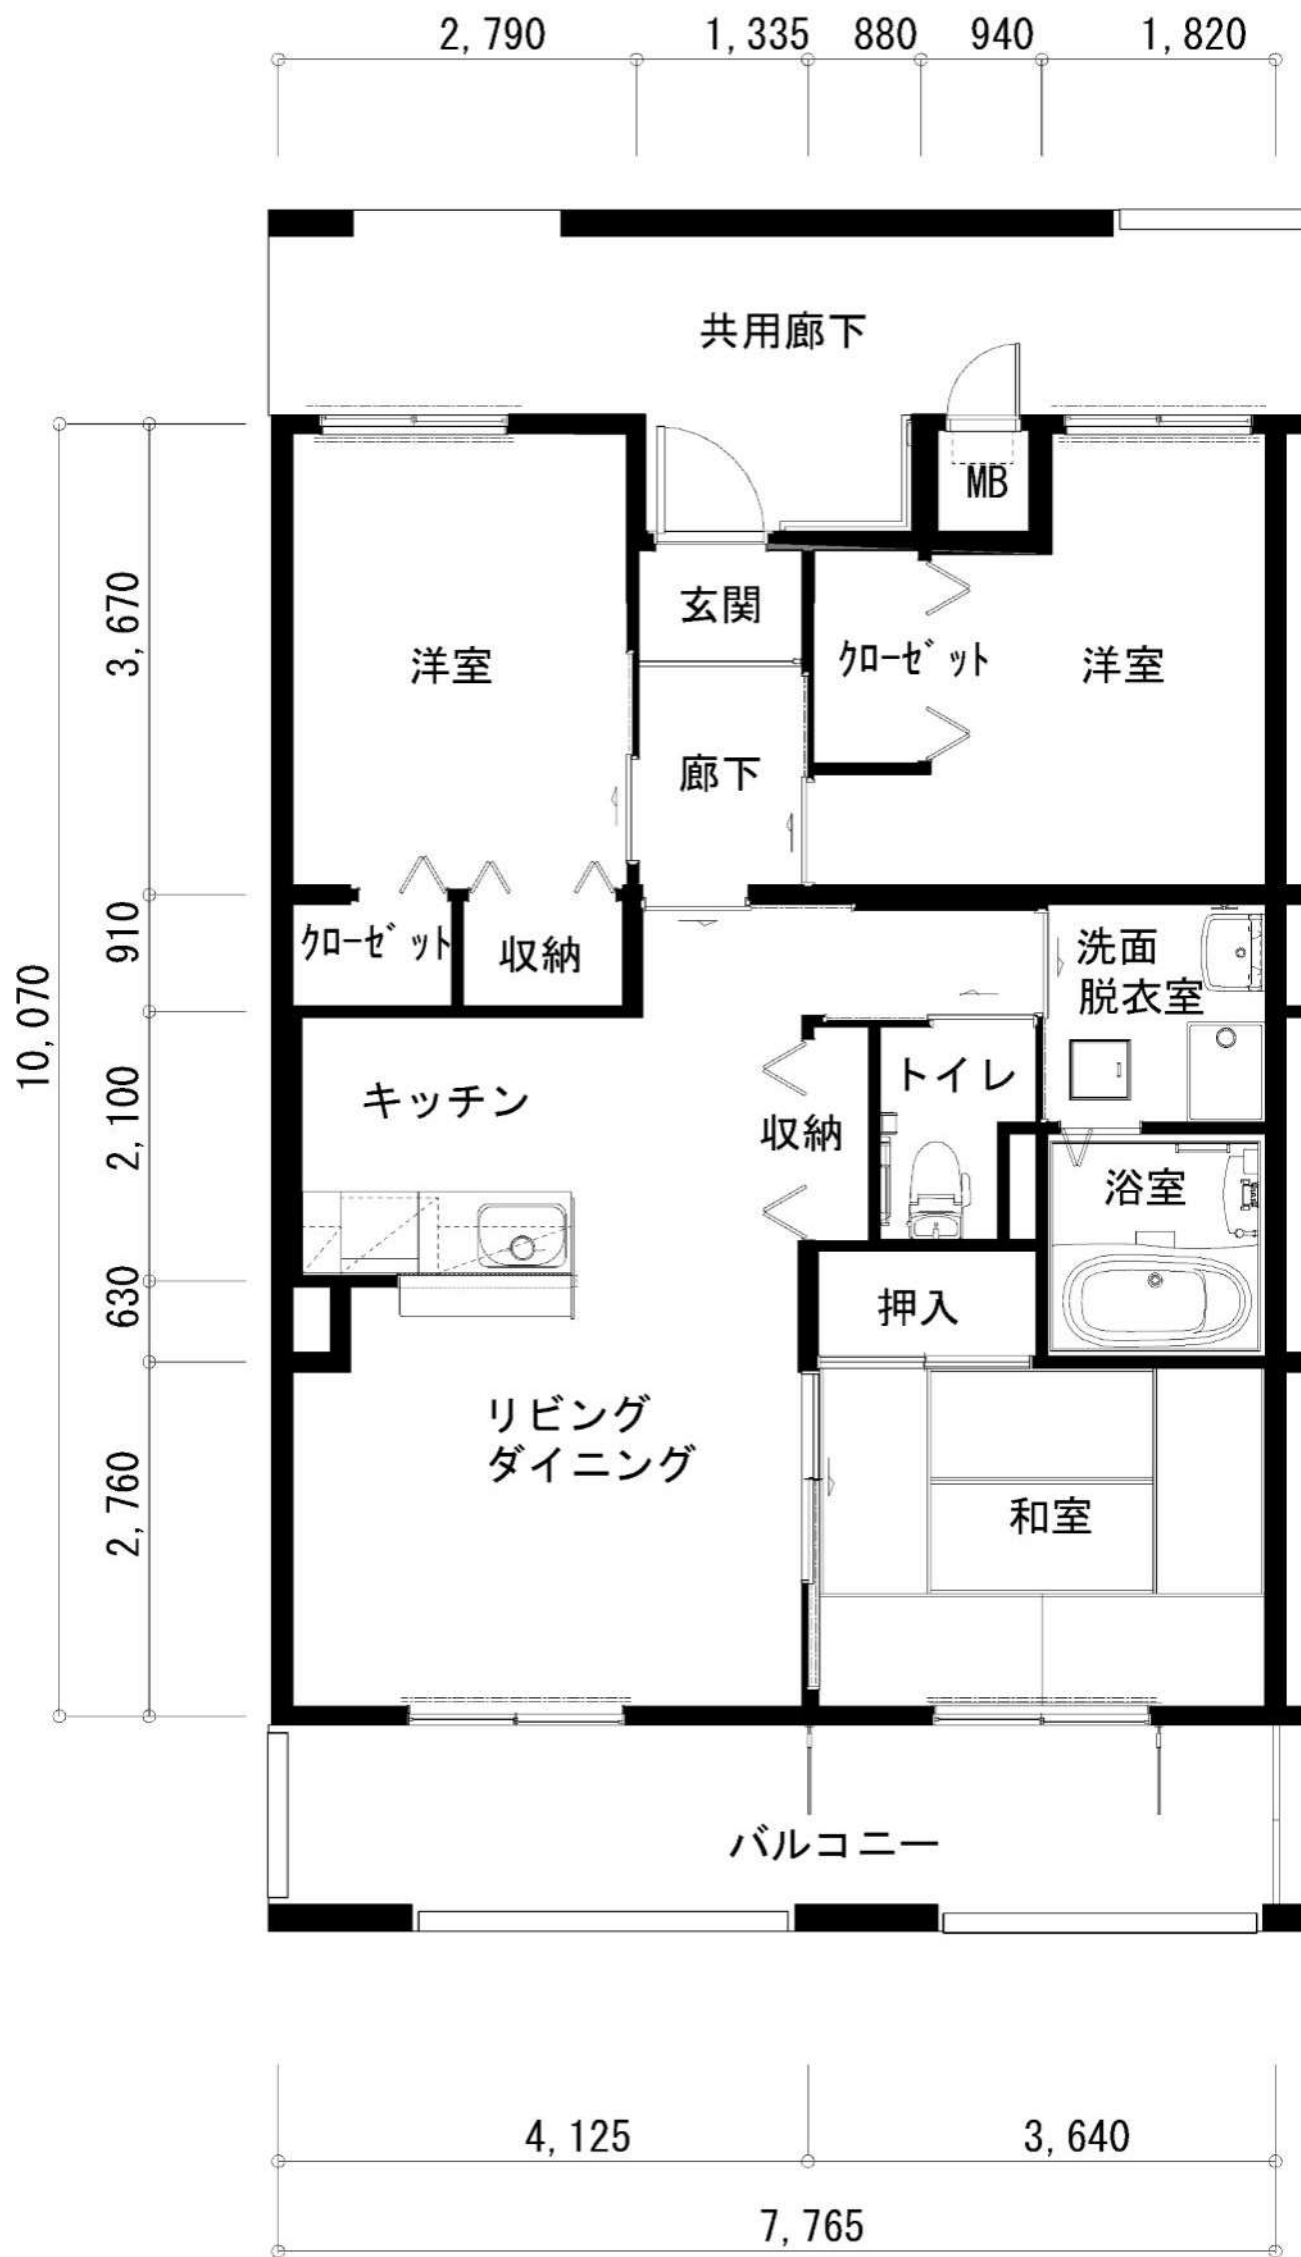 2,790
1,335
880
940
1,820
共用廊下
MB
3,670
玄関
洋室
ｸﾛｰｾﾞｯﾄ
洋室
廊下
910
ｸﾛｰｾﾞｯﾄ
収納
洗面
脱衣室
10,070
2,100
キッチン
トイレ
収納
浴室
630
押入
リビング
ダイニング
2,760
和室
バルコニー
4,125
3,640
7,765